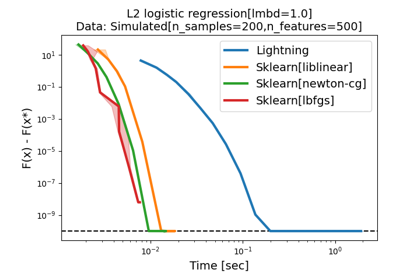 L2 logistic regression[lmbd=1.0]
Data: Simulated[n_samples=200,n_features=500]
F(x) - F(x*)
10¹
10⁻¹
10⁻³
10⁻⁵
10⁻⁷
10⁻⁹
Lightning
Sklearn[liblinear]
Sklearn[newton-cg]
Sklearn[lbfgs]
10⁻²
10⁻¹
10⁰
Time [sec]